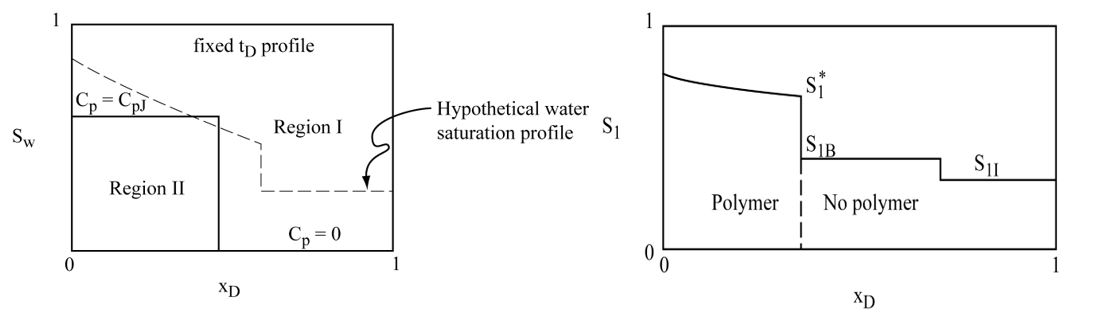 1
fixed t_D profile
C_p = C_pJ
Region I
Hypothetical water
saturation profile
S_w
Region II
C_p = 0
0
1
x_D
1
S_1^*
S_1
S_1B
S_1I
Polymer
No polymer
0
0
1
x_D